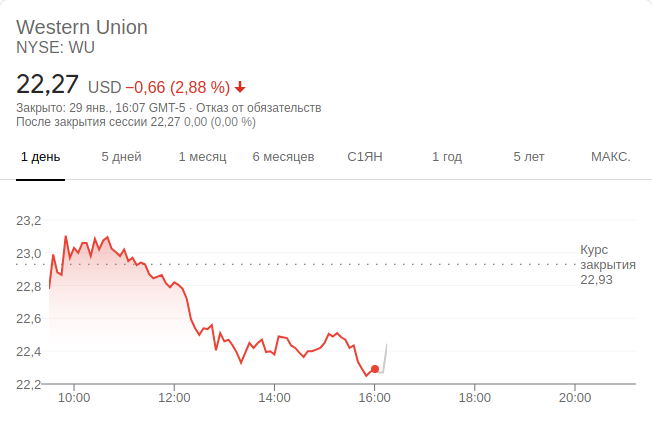 Western Union
NYSE: WU
22,27 USD −0,66 (2,88 %)
Закрыто: 29 янв., 16:07 GMT-5 · Отказ от обязательств
После закрытия сессии 22,27 0,00 (0,00 %)
1 день 5 дней 1 месяц 6 месяцев С1ЯН 1 год 5 лет МАКС.
23,2
23,0
22,8
22,6
22,4
22,2
Курс
закрытия
22,93
10:00 12:00 14:00 16:00 18:00 20:00